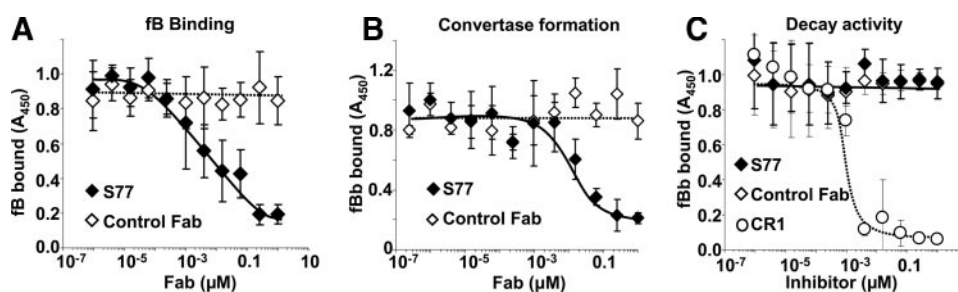 A
fB Binding
fB bound (A450)
1.0
0.8
0.6
0.4
0.2
0.0
S77
Control Fab
10-7 10-5 10-3 0.1 10
Fab (µM)
B
Convertase formation
fBb bound (A450)
1.2
0.8
0.4
0
S77
Control Fab
10-7 10-5 10-3 0.1 10
Fab (µM)
C
Decay activity
fBb bound (A450)
1.0
0.8
0.6
0.4
0.2
0.0
S77
Control Fab
CR1
10-7 10-5 10-3 0.1 10
Inhibitor (µM)